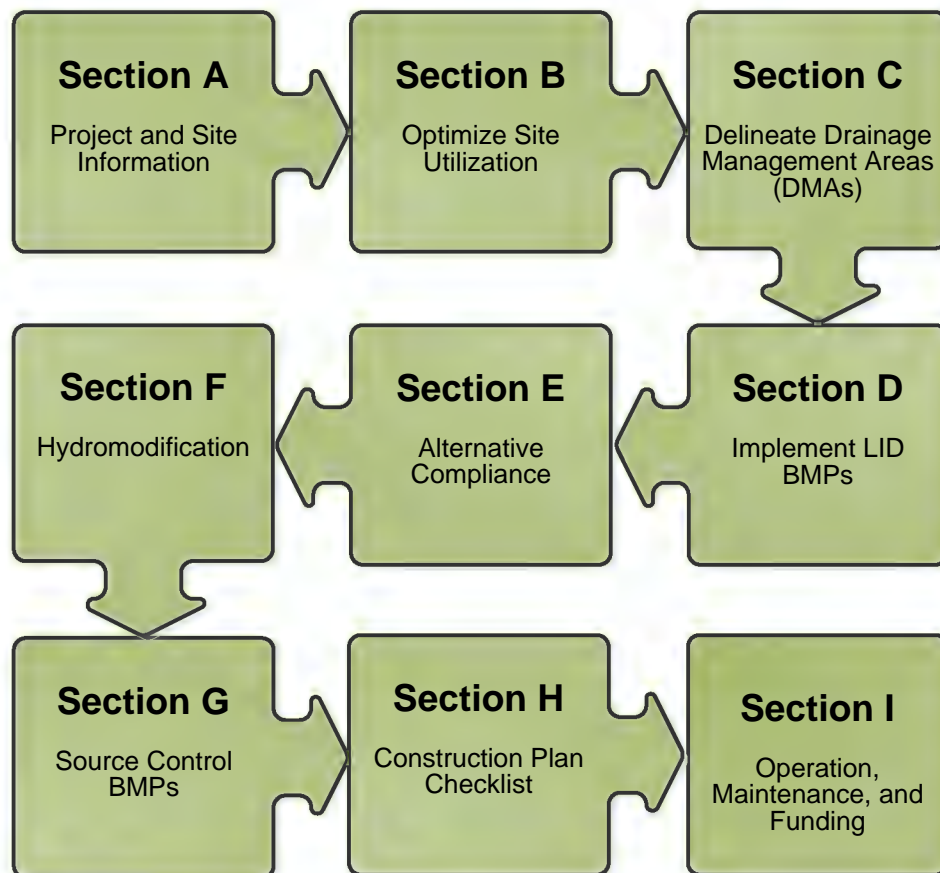 Section A
Project and Site
Information
Section B
Optimize Site
Utilization
Section C
Delineate Drainage
Management Areas
(DMAs)
Section D
Implement LID
BMPs
Section E
Alternative
Compliance
Section F
Hydromodification
Section G
Source Control
BMPs
Section H
Construction Plan
Checklist
Section I
Operation,
Maintenance, and
Funding